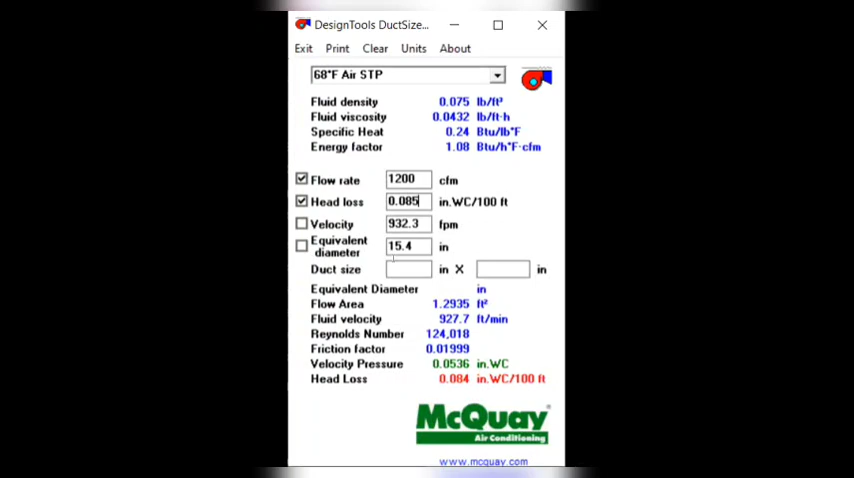 DesignTools DuctSize...
Exit Print Clear Units About
68°F Air STP
Fluid density 0.075 lb/ft³
Fluid viscosity 0.0432 lb/ft·h
Specific Heat 0.24 Btu/lb°F
Energy factor 1.08 Btu/h°F·cfm
Flow rate 1200 cfm
Head loss 0.085 in.WC/100 ft
Velocity 932.3 fpm
Equivalent diameter 15.4 in
Duct size in X in
Equivalent Diameter in
Flow Area 1.2935 ft²
Fluid velocity 927.7 ft/min
Reynolds Number 124,018
Friction factor 0.01999
Velocity Pressure 0.0536 in.WC
Head Loss 0.084 in.WC/100 ft
McQuay®
Air Conditioning
www.mcquay.com